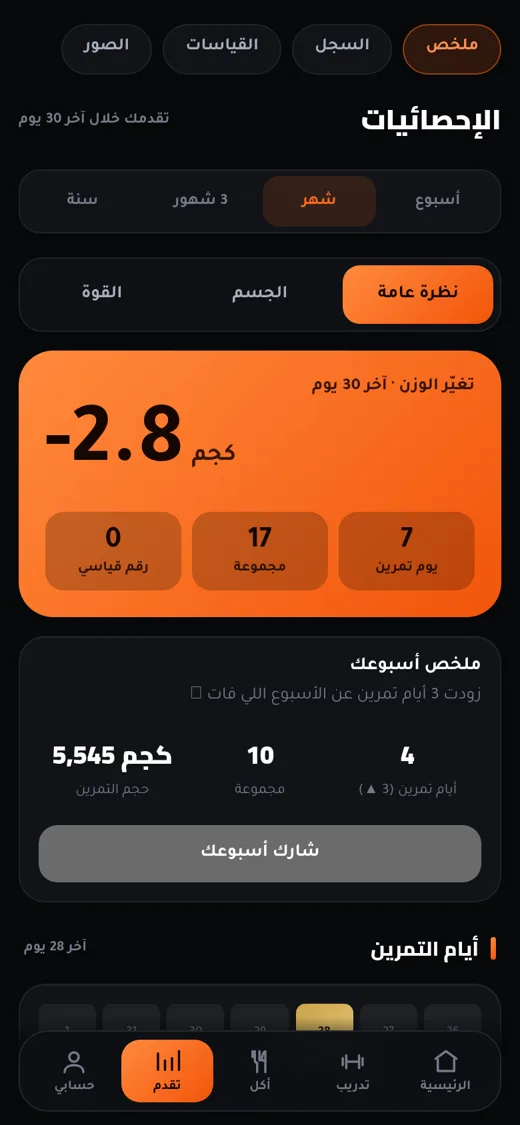 ملخص السجل القياسات الصور
الإحصائيات تقدمك خلال آخر 30 يوم
أسبوع شهر 3 شهور سنة
نظرة عامة الجسم القوة
تغيّر الوزن · آخر 30 يوم
-2.8 كجم
7 17 0
يوم تمرين مجموعة رقم قياسي
ملخص أسبوعك
زودت 3 أيام تمرين عن الأسبوع اللي فات
4 10 5,545 كجم
أيام تمرين (3 ▲) مجموعة حجم التمرين
شارك أسبوعك
أيام التمرين آخر 28 يوم
26 27 28 29 30 31 1
الرئيسية تدريب أكل تقدم حسابي